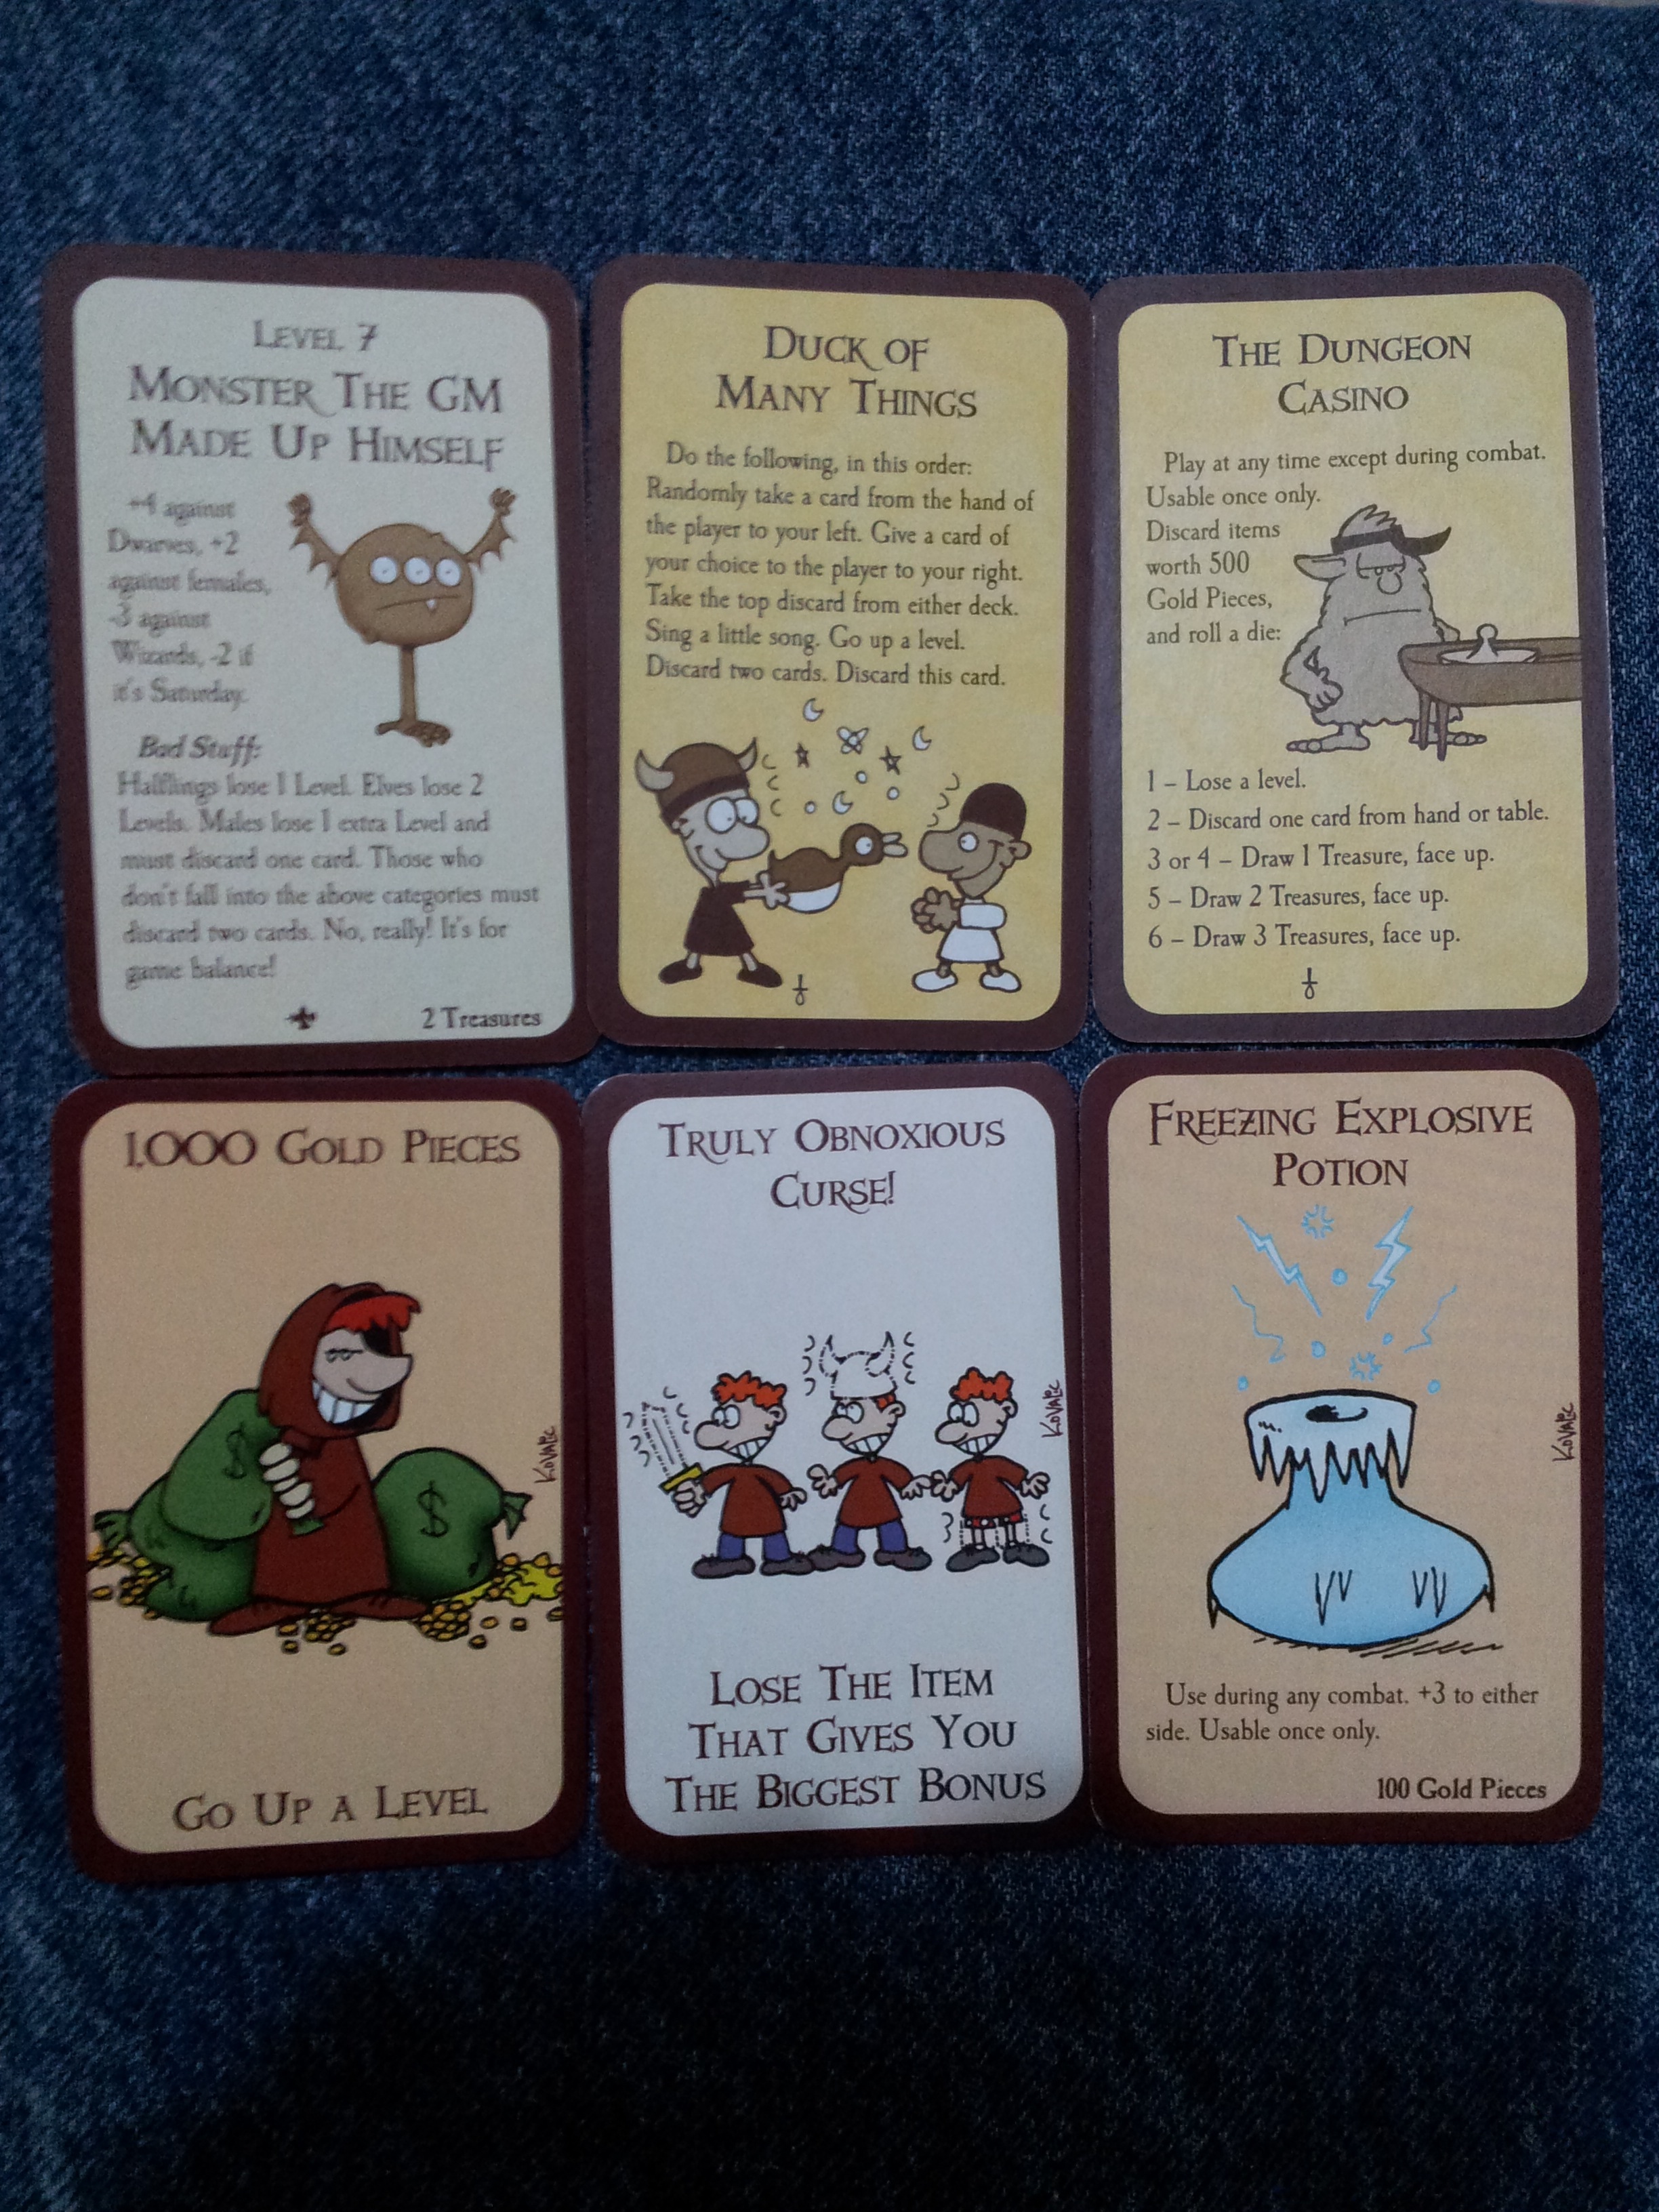 LEVEL 7
MONSTER THE GM
MADE UP HIMSELF
+4 against
Dwarves, +2
against females,
-3 against
Wizards, -2 if
it's Saturday.
Bad Stuff:
Halflings lose 1 Level. Elves lose 2
Levels. Males lose 1 extra Level and
must discard one card. Those who
don't fall into the above categories must
discard two cards. No, really! It's for
game balance!
2 Treasures
DUCK OF
MANY THINGS
Do the following, in this order:
Randomly take a card from the hand of
the player to your left. Give a card of
your choice to the player to your right.
Take the top discard from either deck.
Sing a little song. Go up a level.
Discard two cards. Discard this card.
THE DUNGEON
CASINO
Play at any time except during combat.
Usable once only.
Discard items
worth 500
Gold Pieces,
and roll a die:
1 – Lose a level.
2 – Discard one card from hand or table.
3 or 4 – Draw 1 Treasure, face up.
5 – Draw 2 Treasures, face up.
6 – Draw 3 Treasures, face up.
1,000 GOLD PIECES
$
$
KOVALIC
GO UP A LEVEL
TRULY OBNOXIOUS
CURSE!
KOVALIC
LOSE THE ITEM
THAT GIVES YOU
THE BIGGEST BONUS
FREEZING EXPLOSIVE
POTION
KOVALIC
Use during any combat. +3 to either
side. Usable once only.
100 Gold Pieces